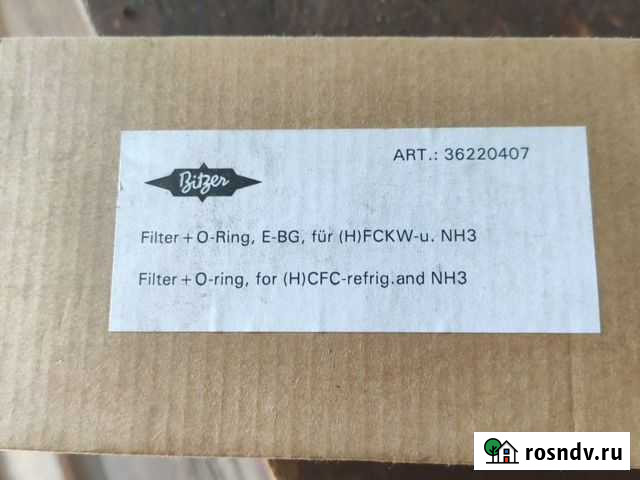 ART.: 36220407
Bitzer
Filter + O-Ring, E-BG, für (H)FCKW-u. NH3
Filter + O-ring, for (H)CFC-refrig.and NH3
rosndv.ru